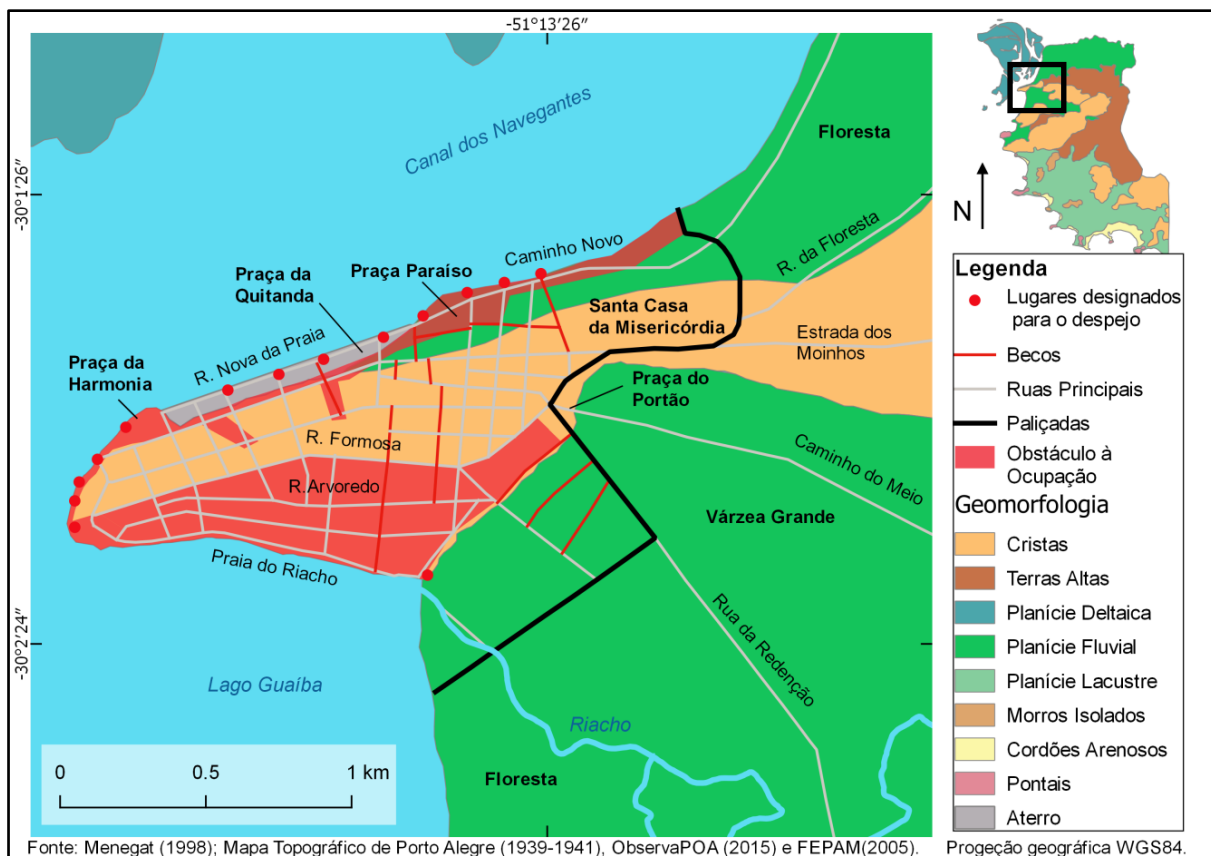 -51°13'26''
-30°1'26''
-30°2'24''
Canal dos Navegantes
Floresta
R. da Floresta
Caminho Novo
Praça Paraíso
Praça da
Quitanda
R. Nova da Praia
Praça da
Harmonia
Santa Casa
da Misericórdia
Estrada dos
Moinhos
Praça do
Portão
R. Formosa
R.Arvoredo
Caminho do Meio
Várzea Grande
Praia do Riacho
Rua da Redenção
Lago Guaíba
Riacho
Floresta
0 0.5 1 km
N
Legenda
Lugares designados
para o despejo
Becos
Ruas Principais
Paliçadas
Obstáculo à
Ocupação
Geomorfologia
Cristas
Terras Altas
Planície Deltaica
Planície Fluvial
Planície Lacustre
Morros Isolados
Cordões Arenosos
Pontais
Aterro
Fonte: Menegat (1998); Mapa Topográfico de Porto Alegre (1939-1941), ObservaPOA (2015) e FEPAM(2005).
Progeção geográfica WGS84.